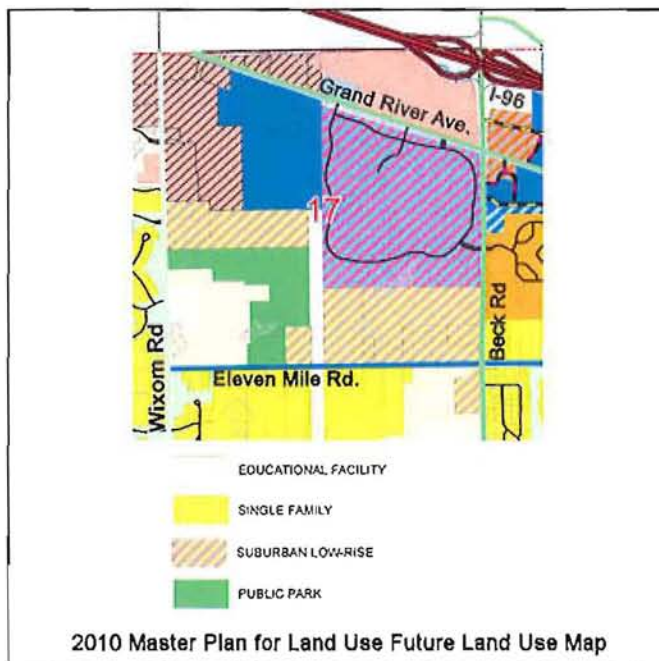 I-96
Grand River Ave.
17
Wixom Rd
Beck Rd
Eleven Mile Rd.
EDUCATIONAL FACILITY
SINGLE FAMILY
SUBURBAN LOW-RISE
PUBLIC PARK
2010 Master Plan for Land Use Future Land Use Map